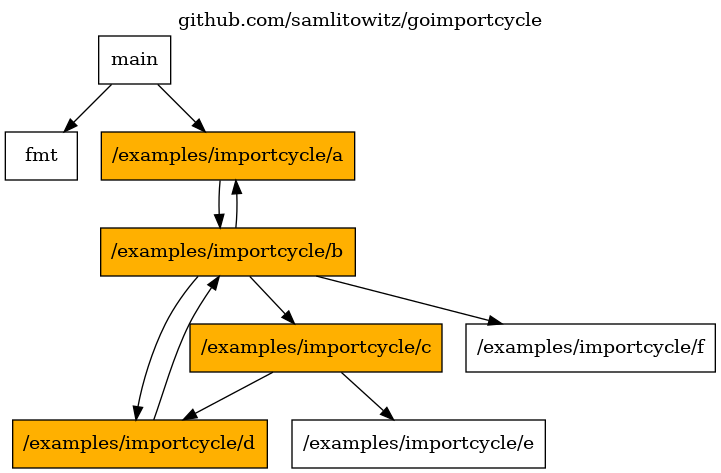 github.com/samlitowitz/goimportcycle
main
fmt
/examples/importcycle/a
/examples/importcycle/b
/examples/importcycle/c
/examples/importcycle/f
/examples/importcycle/d
/examples/importcycle/e